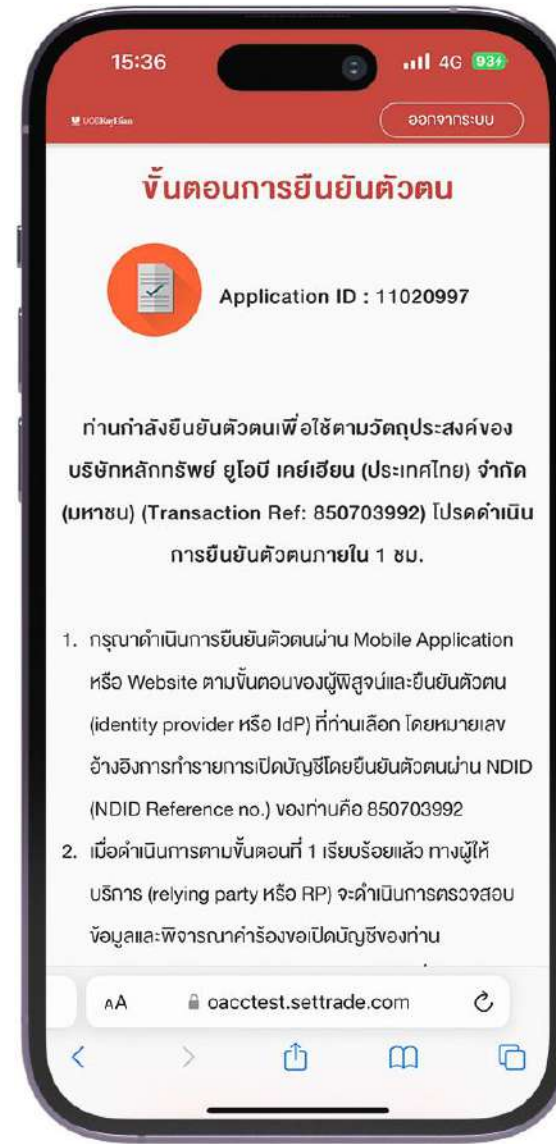 15:36
4G 93
UOBKayHian
ออกจากระบบ
ขั้นตอนการยืนยันตัวตน
Application ID : 11020997
ท่านกำลังยืนยันตัวตนเพื่อใช้ตามวัตถุประสงค์ของ
บริษัทหลักทรัพย์ ยูโอบี เคย์เฮียน (ประเทศไทย) จำกัด
(มหาชน) (Transaction Ref: 850703992) โปรดดำเนิน
การยืนยันตัวตนภายใน 1 ชม.
1. กรุณาดำเนินการยืนยันตัวตนผ่าน Mobile Application
หรือ Website ตามขั้นตอนของผู้พิสูจน์และยืนยันตัวตน
(identity provider หรือ IdP) ที่ท่านเลือก โดยหมายเลข
อ้างอิงการทำรายการเปิดบัญชีโดยยืนยันตัวตนผ่าน NDID
(NDID Reference no.) ของท่านคือ 850703992
2. เมื่อดำเนินการตามขั้นตอนที่ 1 เรียบร้อยแล้ว ทางผู้ให้
บริการ (relying party หรือ RP) จะดำเนินการตรวจสอบ
ข้อมูลและพิจารณาคำร้องขอเปิดบัญชีของท่าน
AA oacctest.settrade.com